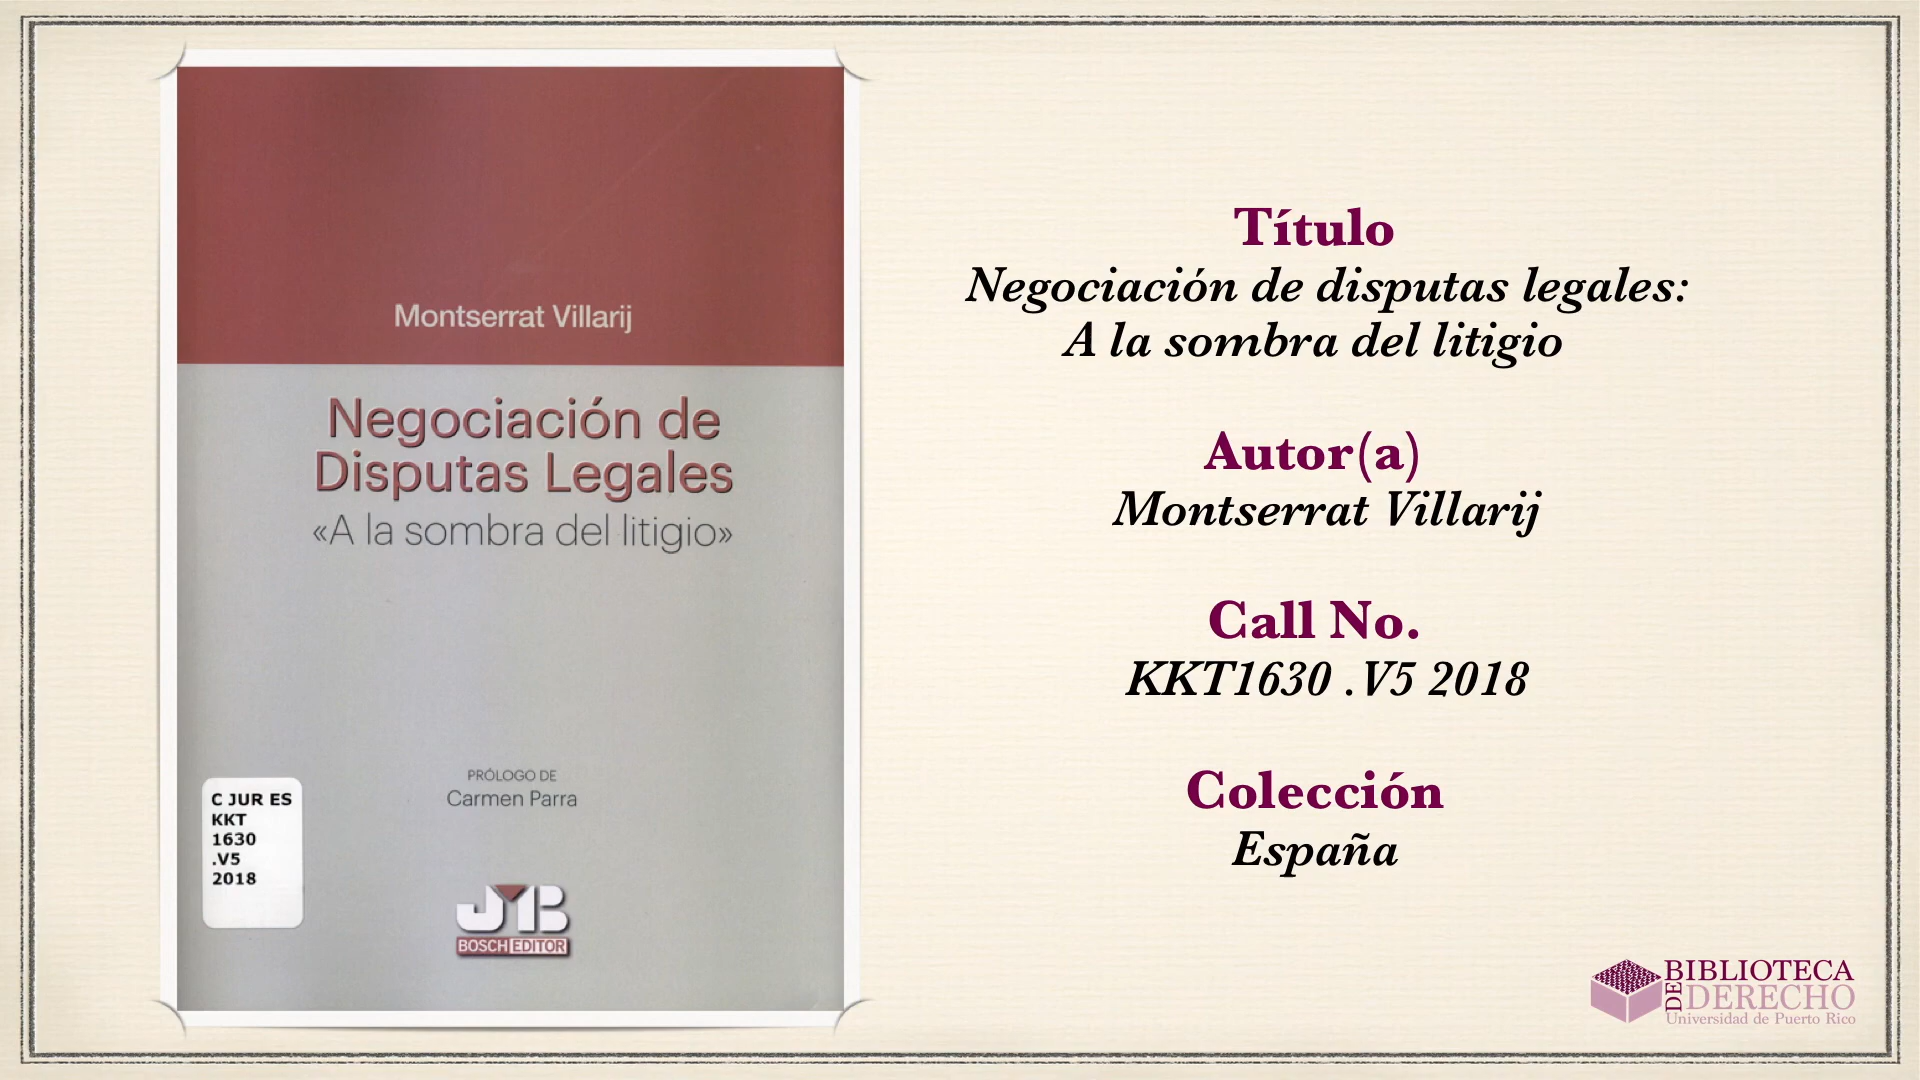 Montserrat Villarij
Negociación de
Disputas Legales
«A la sombra del litigio»
PRÓLOGO DE
Carmen Parra
C JUR ES
KKT
1630
.V5
2018
JMB
BOSCH EDITOR
Título
Negociación de disputas legales:
A la sombra del litigio
Autor(a)
Montserrat Villarij
Call No.
KKT1630 .V5 2018
Colección
España
BIBLIOTECA
DE DERECHO
Universidad de Puerto Rico